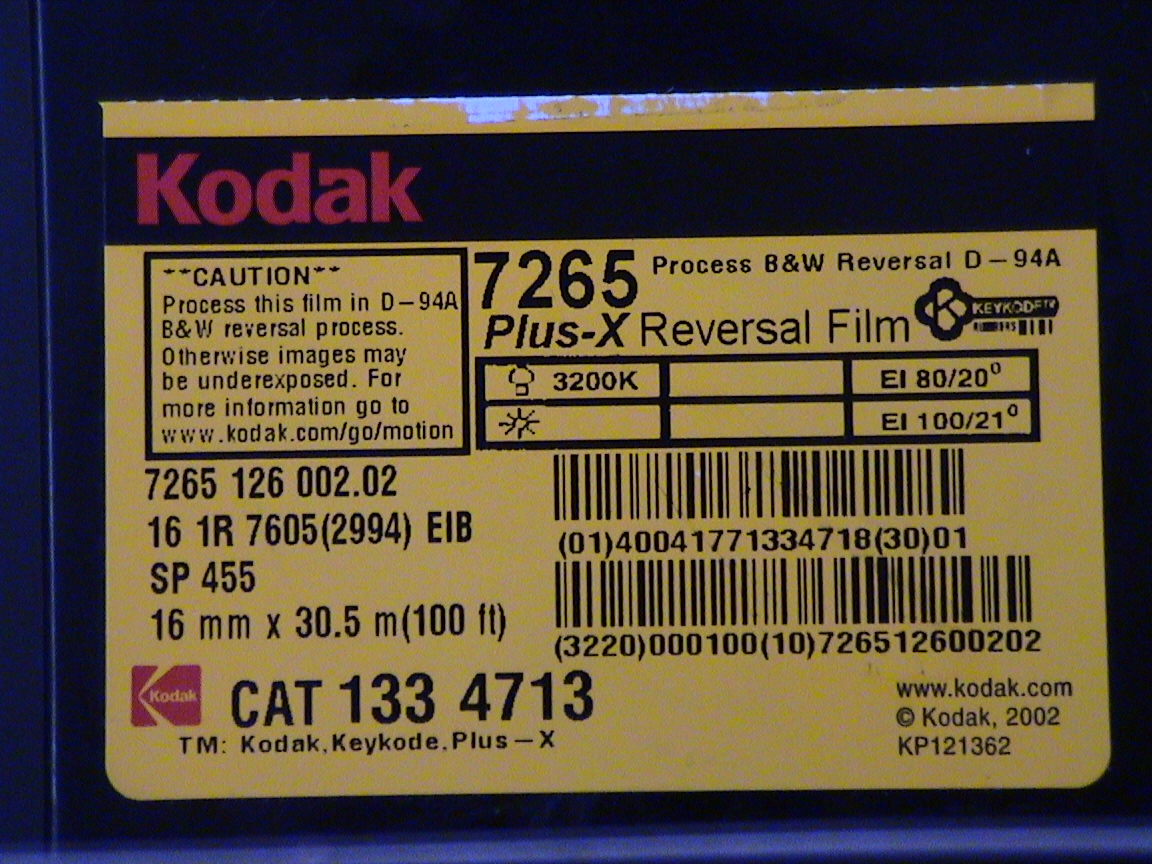 Kodak
**CAUTION**
Process this film in D-94A
B&W reversal process.
Otherwise images may
be underexposed. For
more information go to
www.kodak.com/go/motion
7265 Process B&W Reversal D-94A
Plus-X Reversal Film
KEYKODE™
3200K EI 80/20°
EI 100/21°
7265 126 002.02
16 1R 7605(2994) EIB
SP 455
16 mm x 30.5 m(100 ft)
(01)40041771334718(30)01
(3220)000100(10)726512600202
Kodak
CAT 133 4713
TM: Kodak,Keykode,Plus-X
www.kodak.com
© Kodak, 2002
KP121362